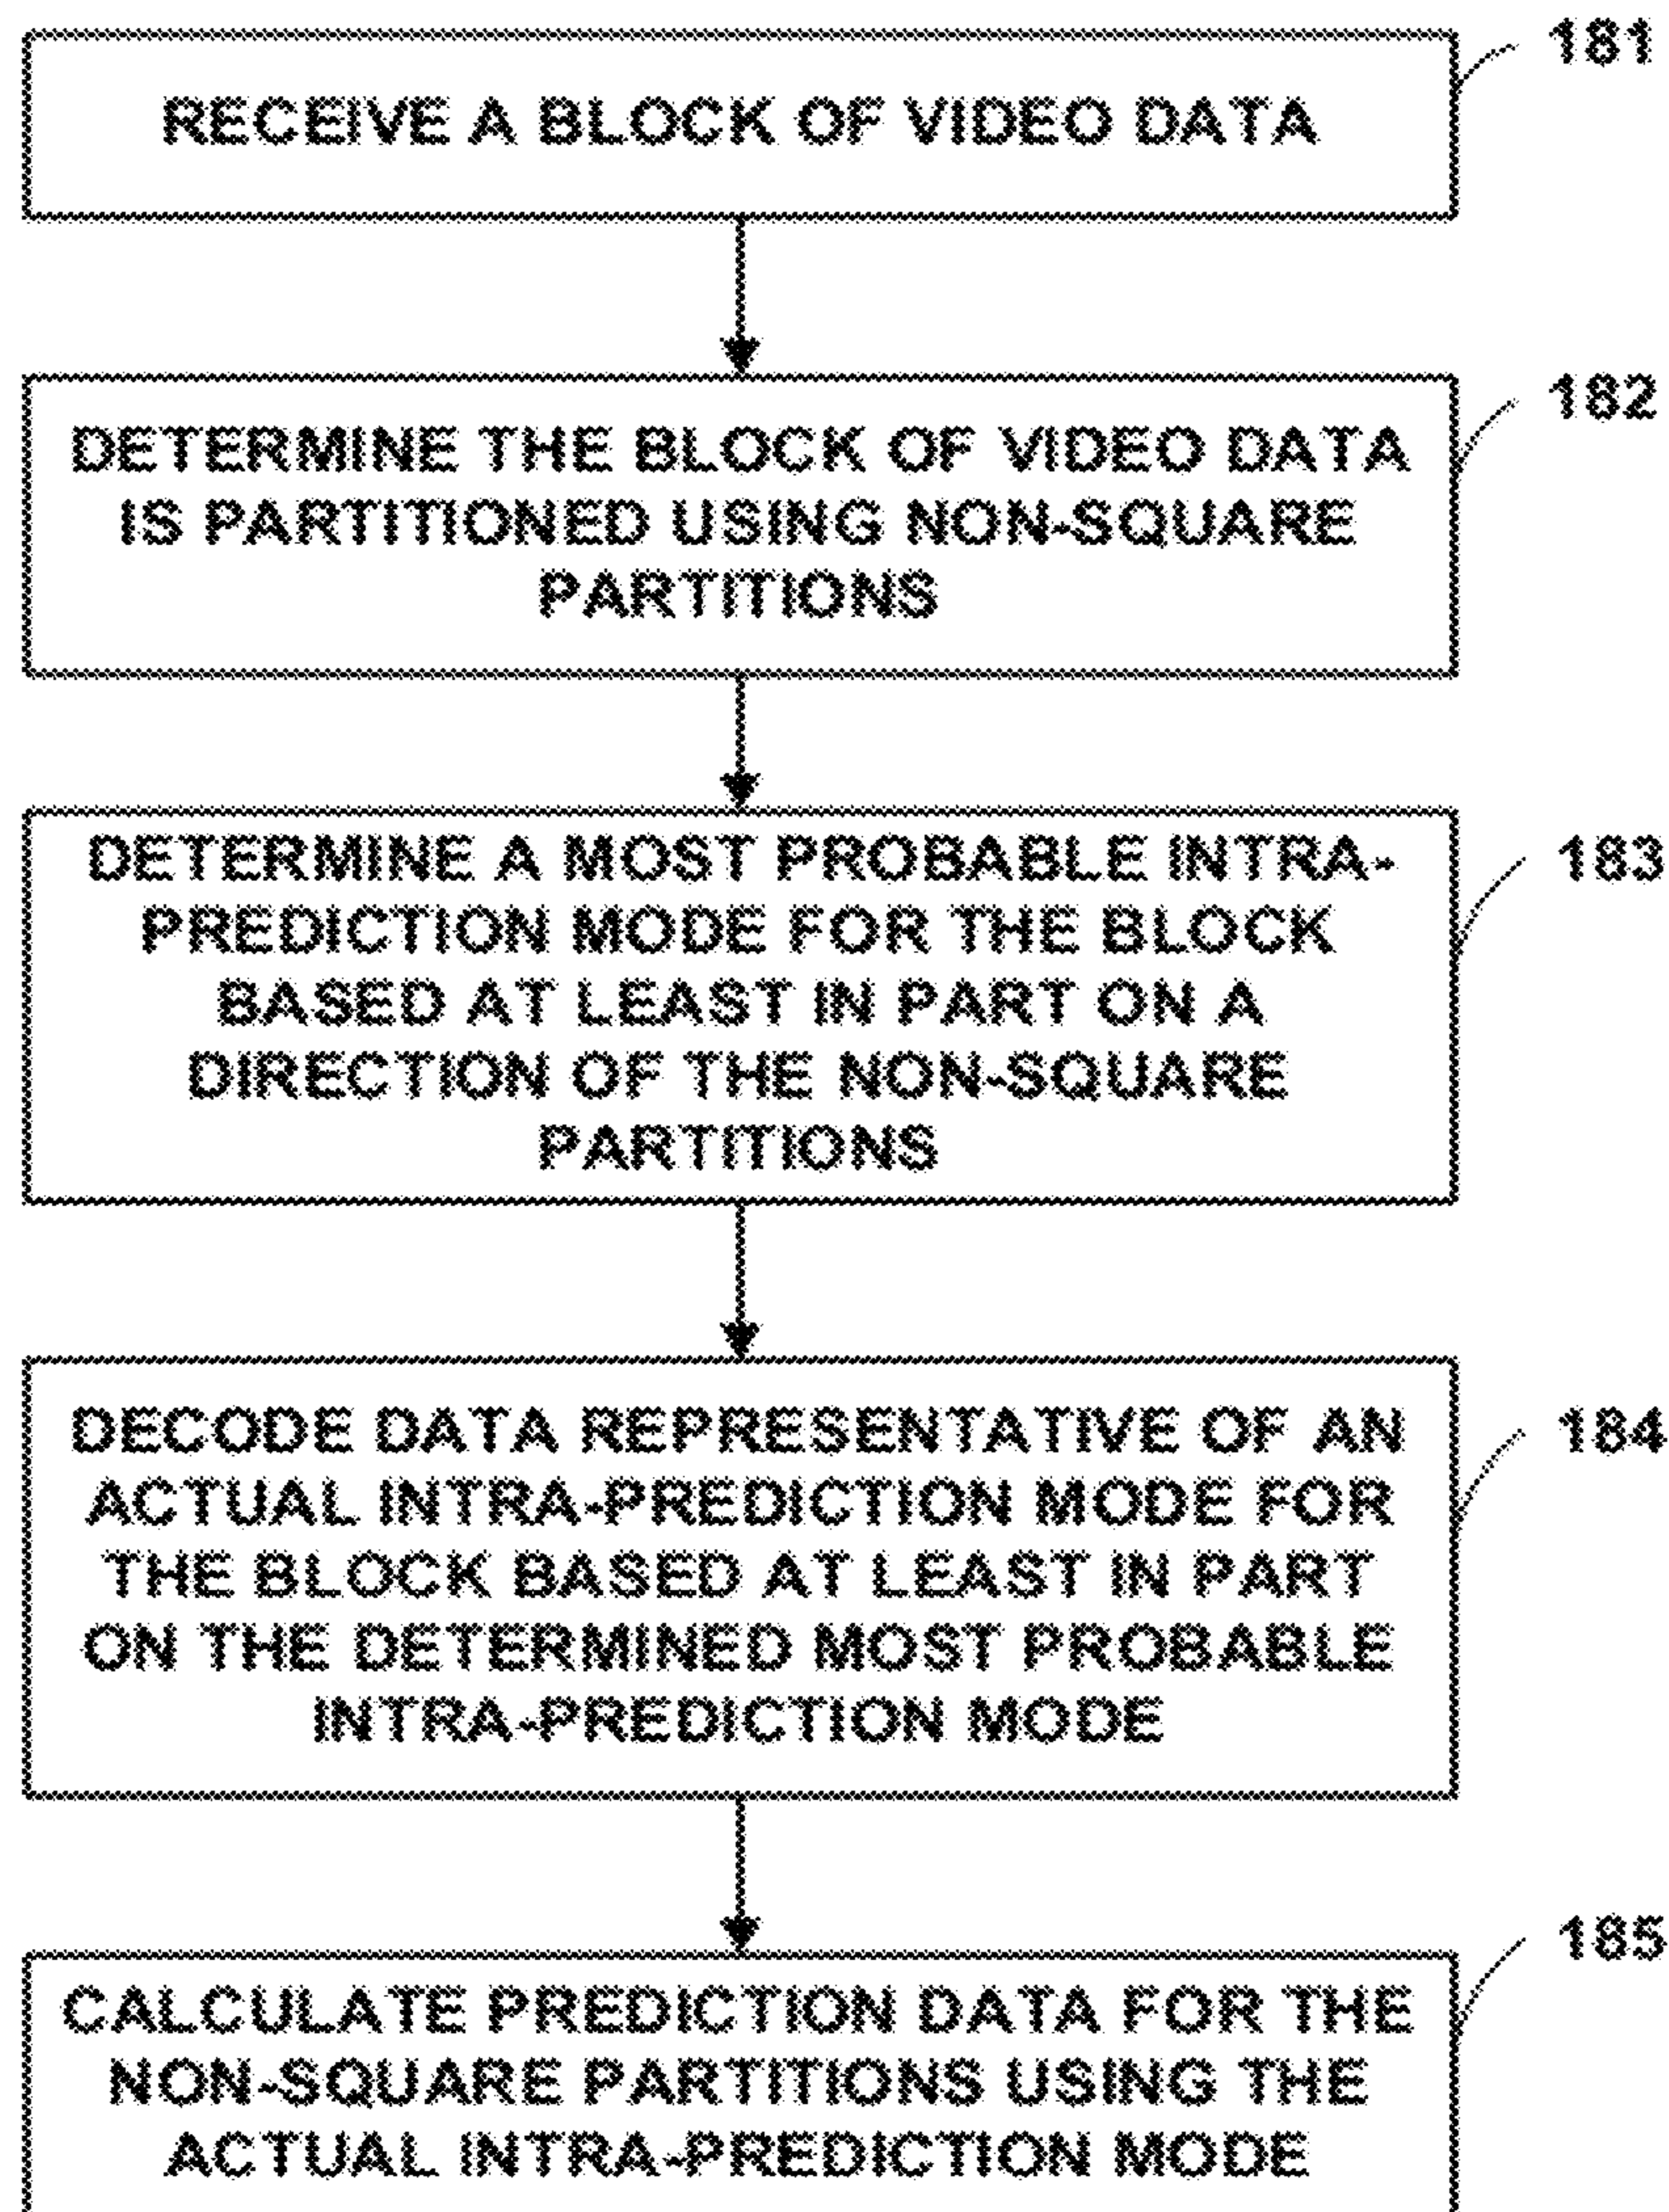 RECEIVE A BLOCK OF VIDEO DATA
181
DETERMINE THE BLOCK OF VIDEO DATA
IS PARTITIONED USING NON-SQUARE
PARTITIONS
182
DETERMINE A MOST PROBABLE INTRA-
PREDICTION MODE FOR THE BLOCK
BASED AT LEAST IN PART ON A
DIRECTION OF THE NON-SQUARE
PARTITIONS
183
DECODE DATA REPRESENTATIVE OF AN
ACTUAL INTRA-PREDICTION MODE FOR
THE BLOCK BASED AT LEAST IN PART
ON THE DETERMINED MOST PROBABLE
INTRA-PREDICTION MODE
184
CALCULATE PREDICTION DATA FOR THE
NON-SQUARE PARTITIONS USING THE
ACTUAL INTRA-PREDICTION MODE
185